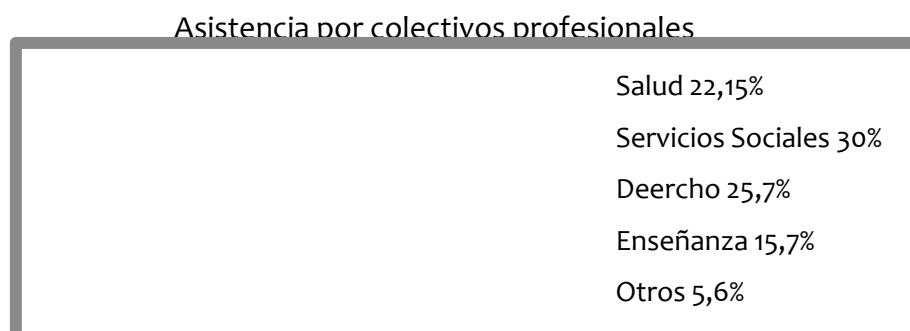 Asistencia por colectivos profesionales
Salud 22,15%
Servicios Sociales 30%
Deercho 25,7%
Enseñanza 15,7%
Otros 5,6%